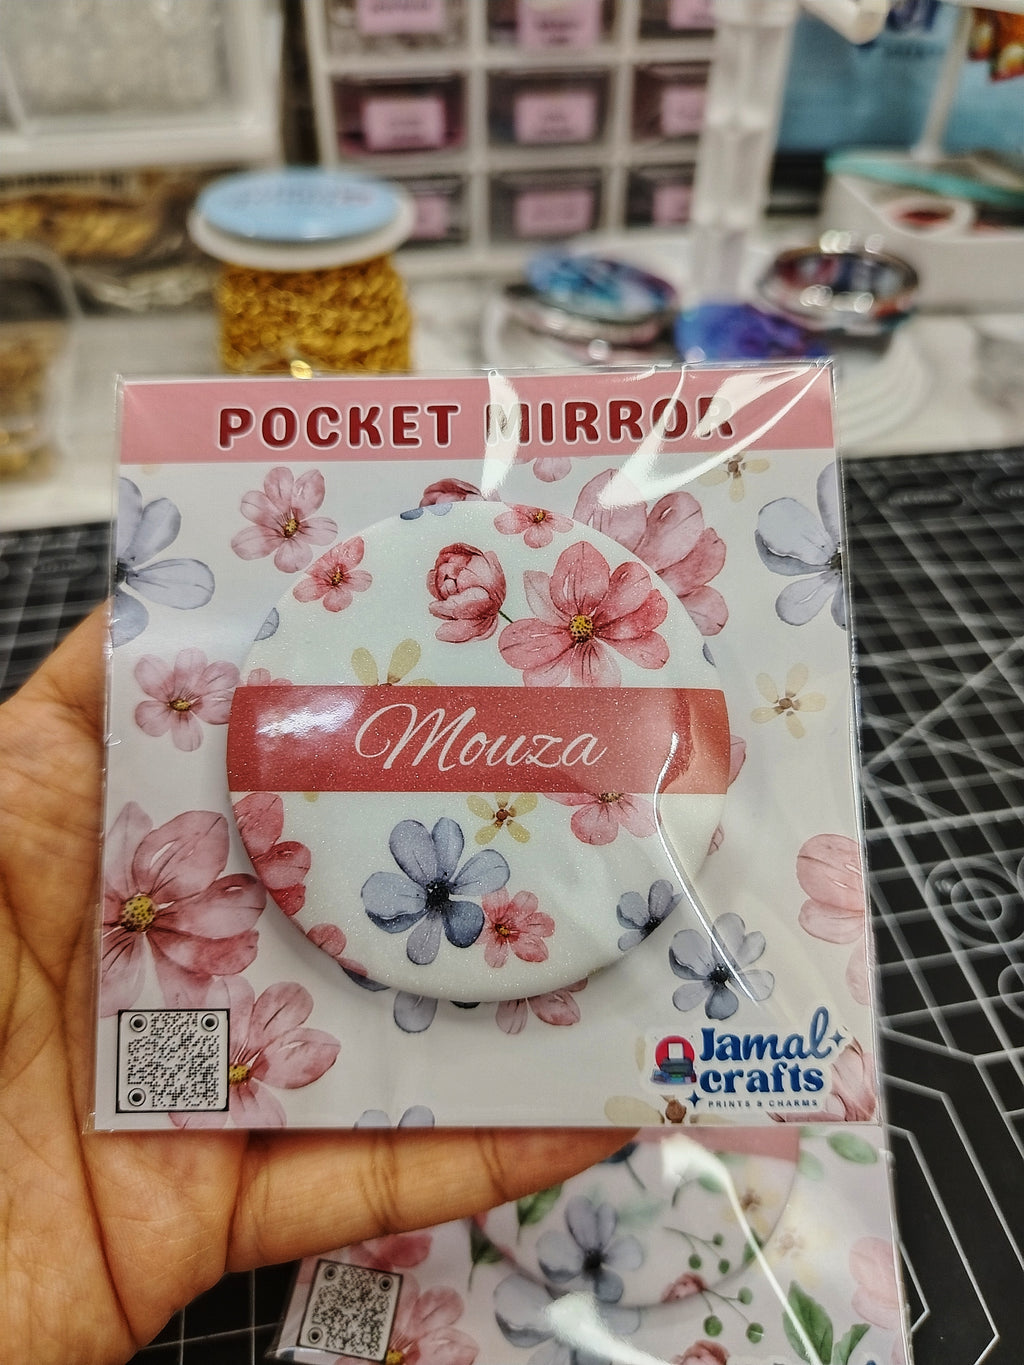 POCKET MIRROR
Mouza
Jamal
crafts
PRINTS & CHARMS